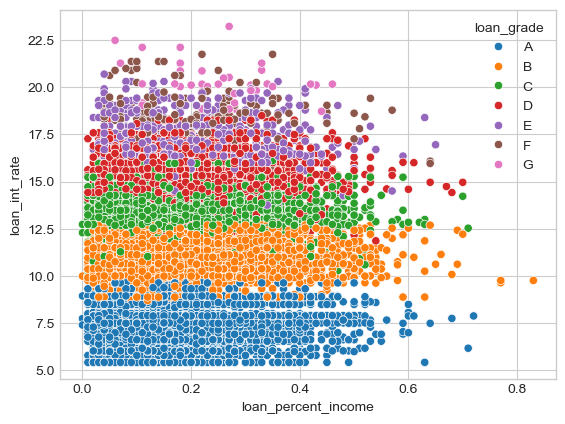 loan_grade
A
B
C
D
E
F
G
22.5
20.0
17.5
15.0
12.5
10.0
7.5
5.0
loan_int_rate
0.0 0.2 0.4 0.6 0.8
loan_percent_income